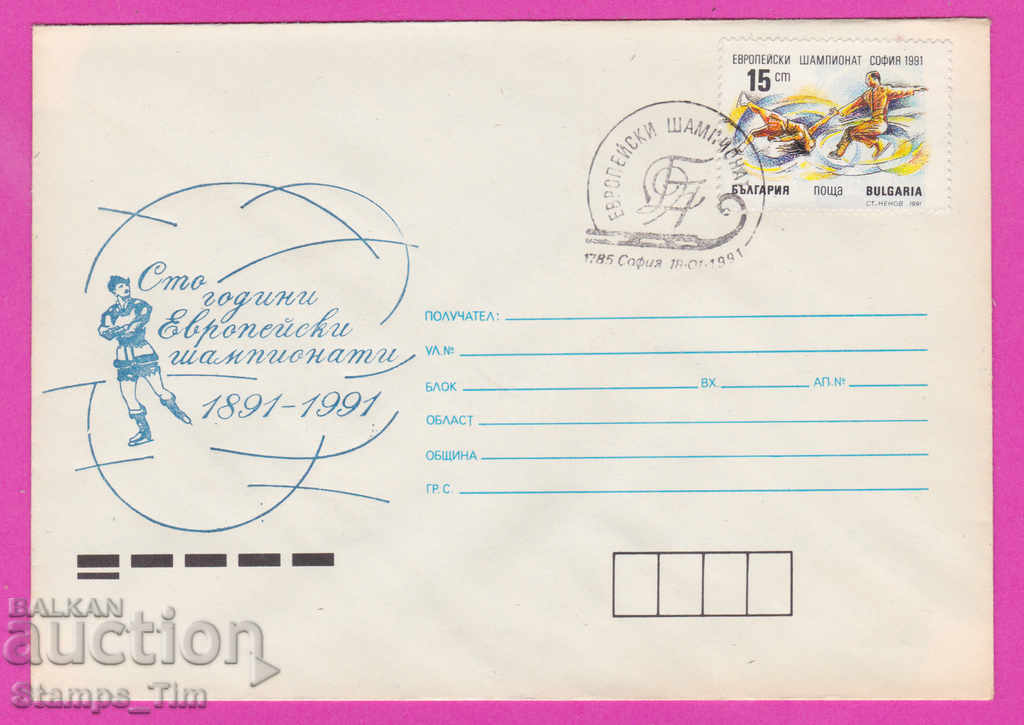 ЕВРОПЕЙСКИ ШАМПИОНАТ СОФИЯ 1991
15 ст
БЪЛГАРИЯ поща BULGARIA
СТ. НЕНОВ 1991
ЕВРОПЕЙСКИ ШАМПИОНАТ
1785 София 18-01-1991
Сто
години
Европейски
шампионати
1891-1991
ПОЛУЧАТЕЛ:
УЛ.№
БЛОК ВХ. АП.№
ОБЛАСТ
ОБЩИНА
ГР. С.
BALKAN
auction
Stamps_Tim